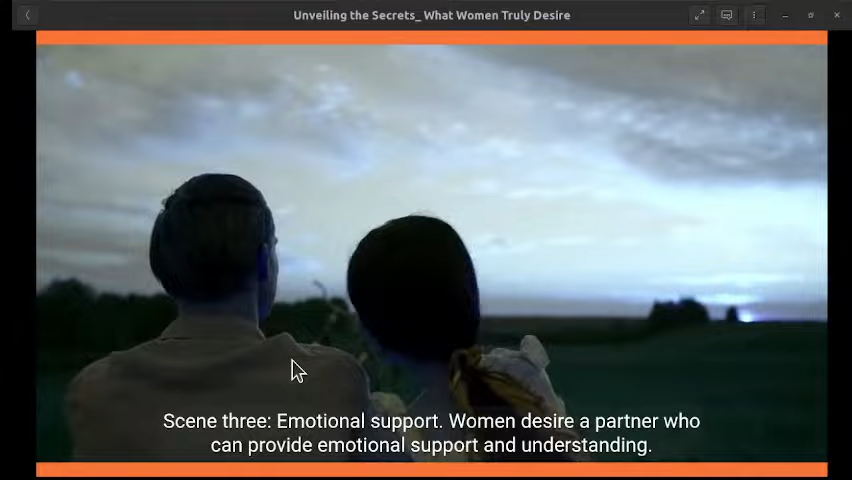 Unveiling the Secrets_ What Women Truly Desire
Scene three: Emotional support. Women desire a partner who
can provide emotional support and understanding.